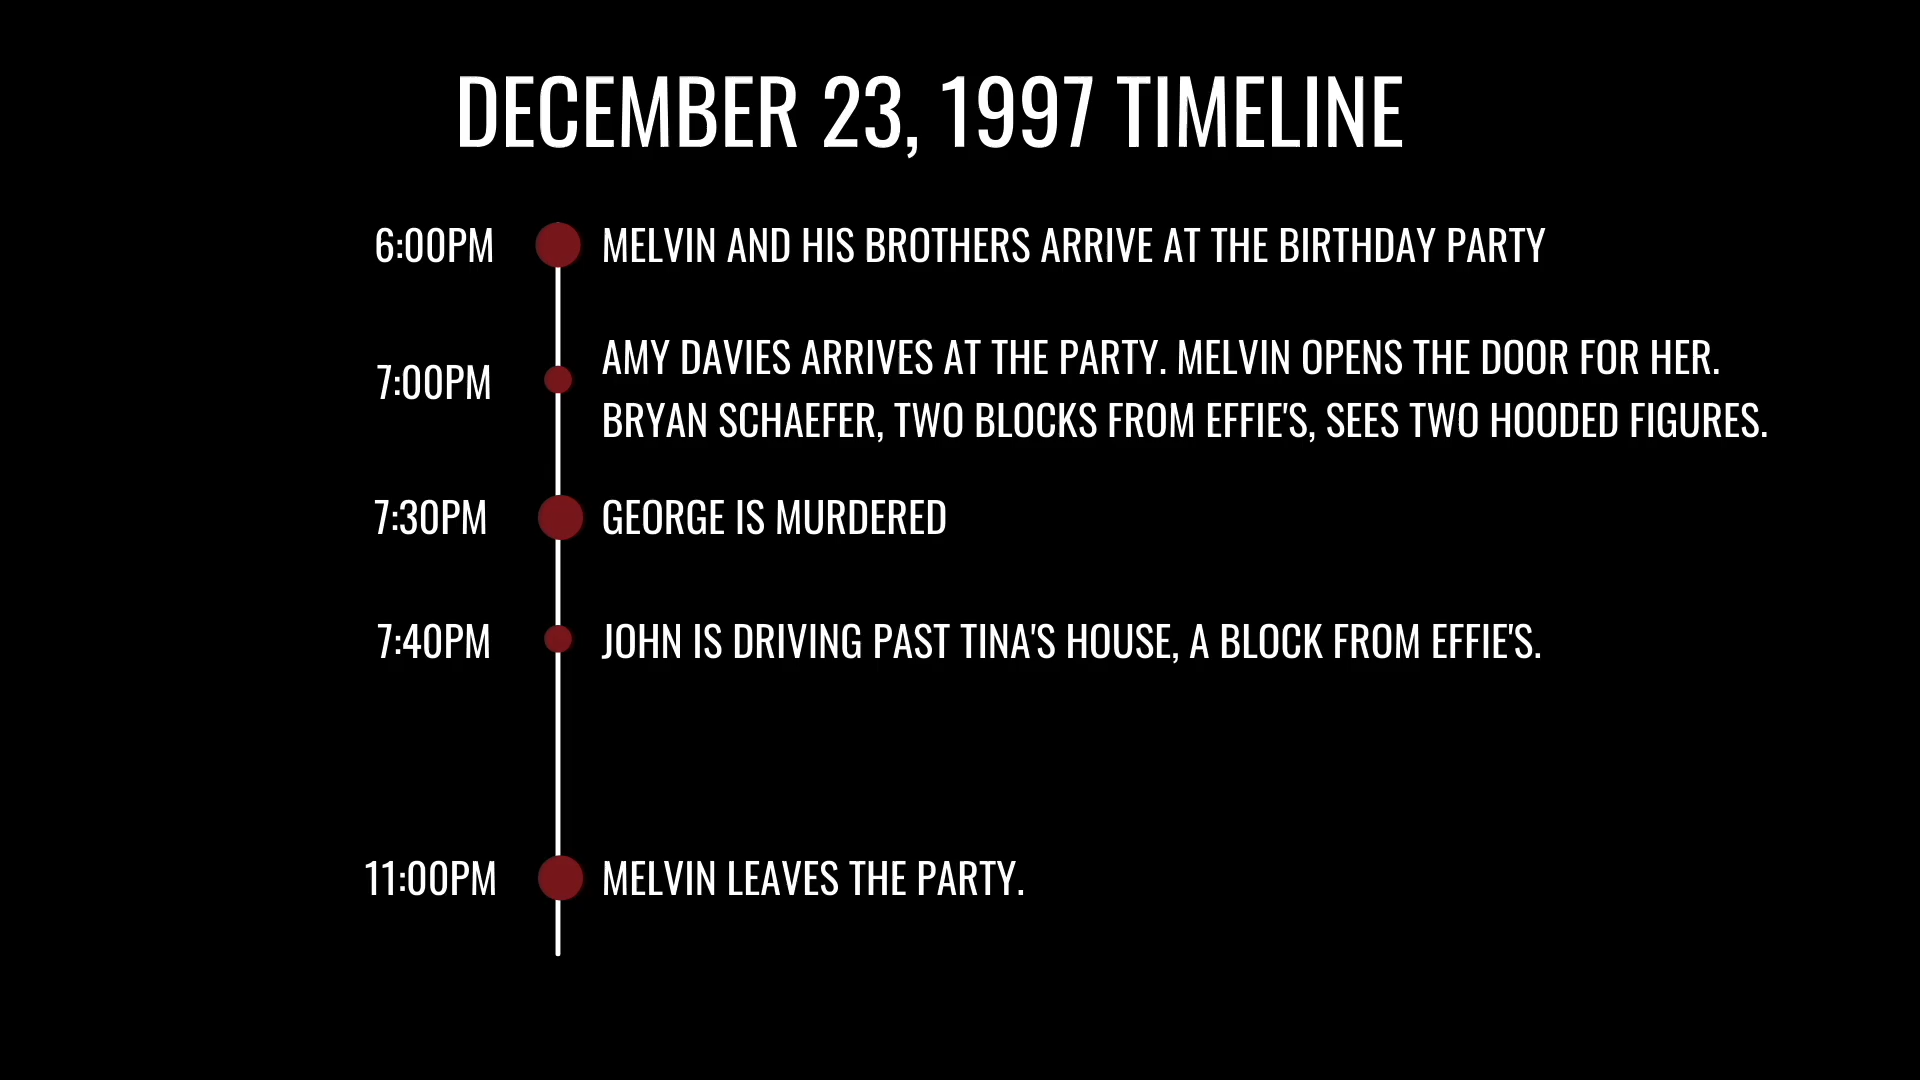 DECEMBER 23, 1997 TIMELINE
6:00PM MELVIN AND HIS BROTHERS ARRIVE AT THE BIRTHDAY PARTY
7:00PM AMY DAVIES ARRIVES AT THE PARTY. MELVIN OPENS THE DOOR FOR HER.
BRYAN SCHAEFER, TWO BLOCKS FROM EFFIE'S, SEES TWO HOODED FIGURES.
7:30PM GEORGE IS MURDERED
7:40PM JOHN IS DRIVING PAST TINA'S HOUSE, A BLOCK FROM EFFIE'S.
11:00PM MELVIN LEAVES THE PARTY.